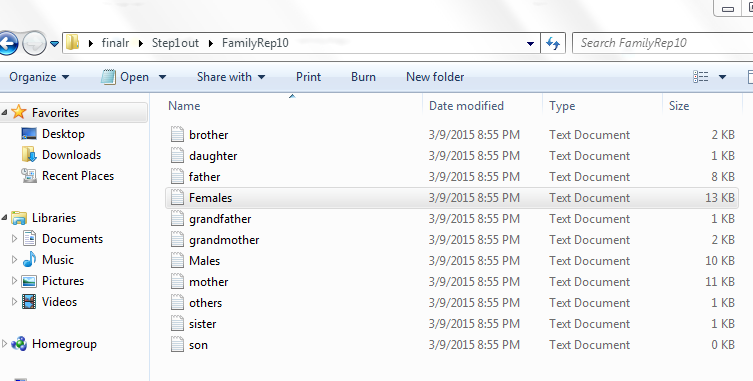 finalr Step1out FamilyRep10 Search FamilyRep10
Organize Share with Print Burn New folder
Name Date modified Type Size
Favorites
Desktop
Downloads
Recent Places
Libraries
Documents
Music
Pictures
Videos
Homegroup
brother 3/9/2015 8:55 PM Text Document 2 KB
daughter 3/9/2015 8:55 PM Text Document 1 KB
father 3/9/2015 8:55 PM Text Document 8 KB
Females 3/9/2015 8:55 PM Text Document 13 KB
grandfather 3/9/2015 8:55 PM Text Document 1 KB
grandmother 3/9/2015 8:55 PM Text Document 2 KB
Males 3/9/2015 8:55 PM Text Document 10 KB
mother 3/9/2015 8:55 PM Text Document 11 KB
others 3/9/2015 8:55 PM Text Document 1 KB
sister 3/9/2015 8:55 PM Text Document 1 KB
son 3/9/2015 8:55 PM Text Document 0 KB